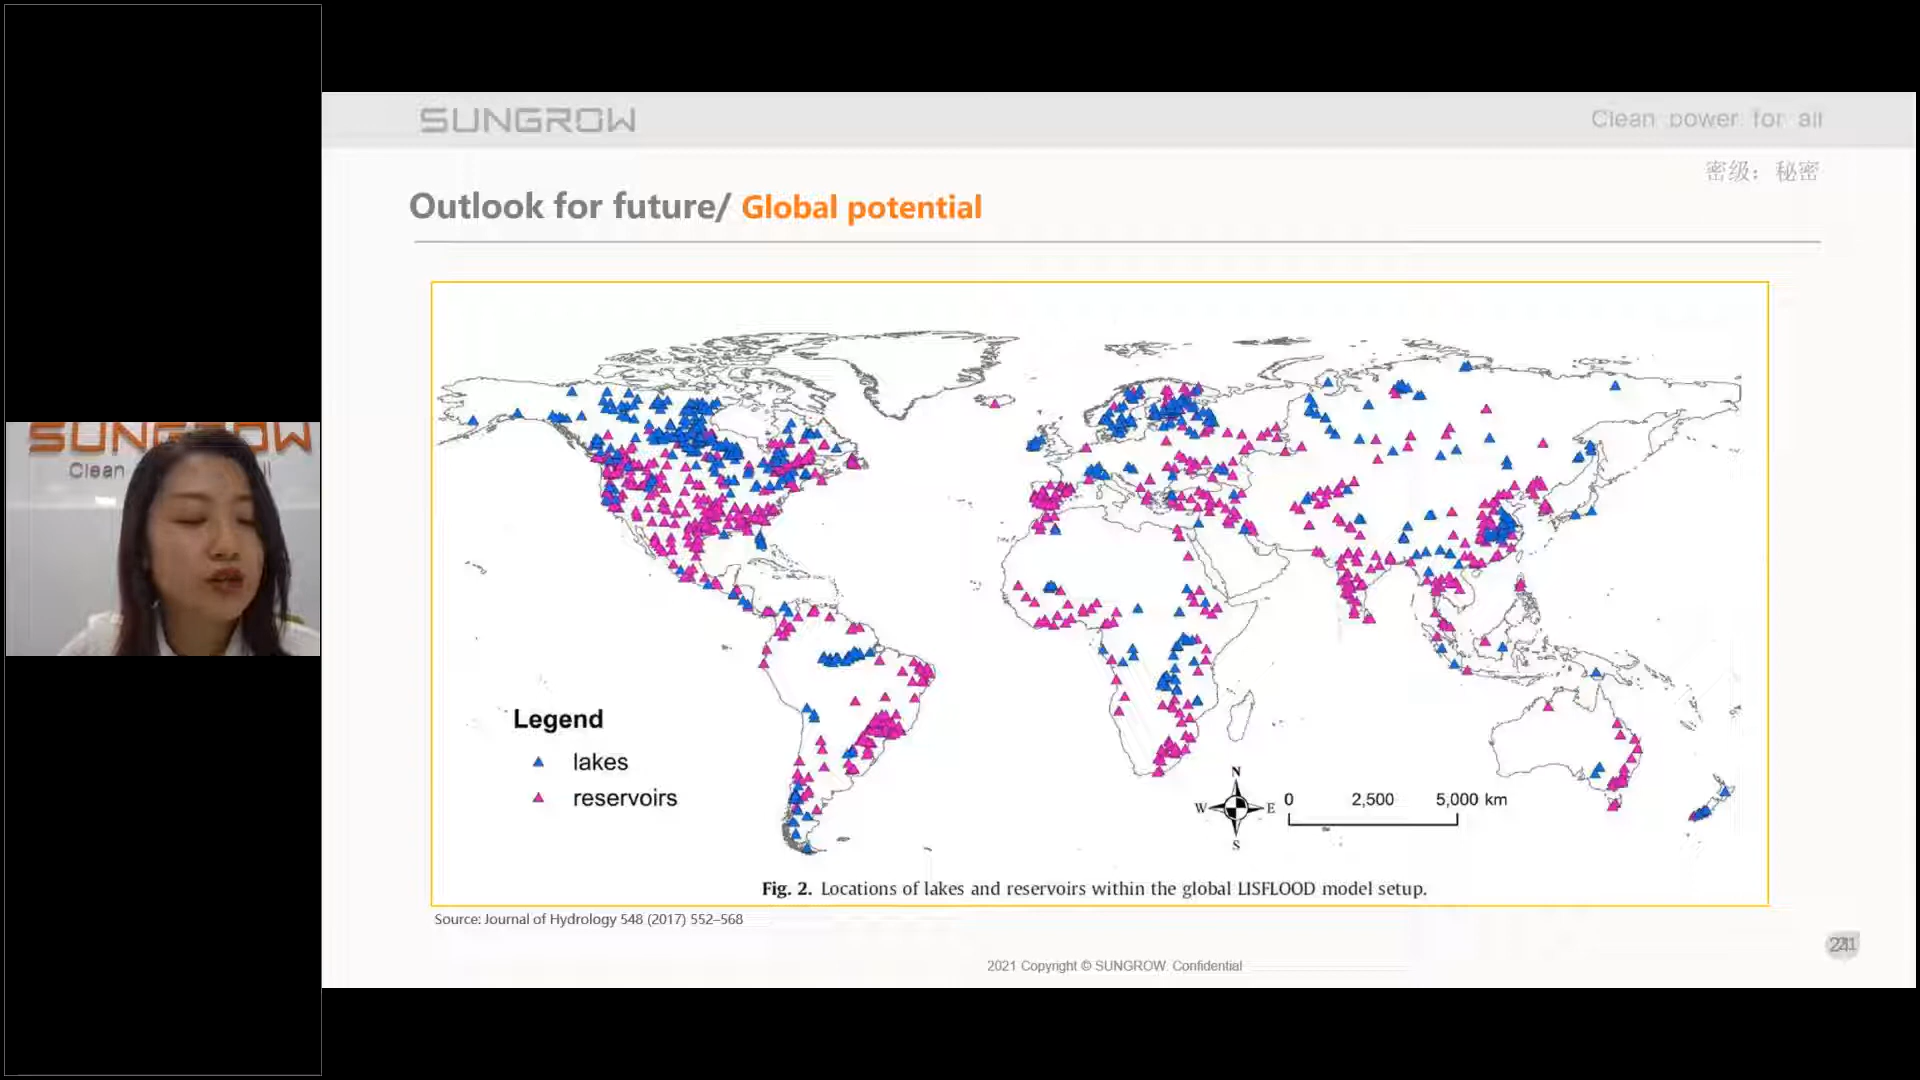 SUNGROW
Clean power for all
密级：秘密
Outlook for future/ Global potential
SUNGROW
Clean
Legend
lakes
reservoirs
N
W E
S
0 2,500 5,000 km
Fig. 2. Locations of lakes and reservoirs within the global LISFLOOD model setup.
Source: Journal of Hydrology 548 (2017) 552–568
2021 Copyright © SUNGROW. Confidential